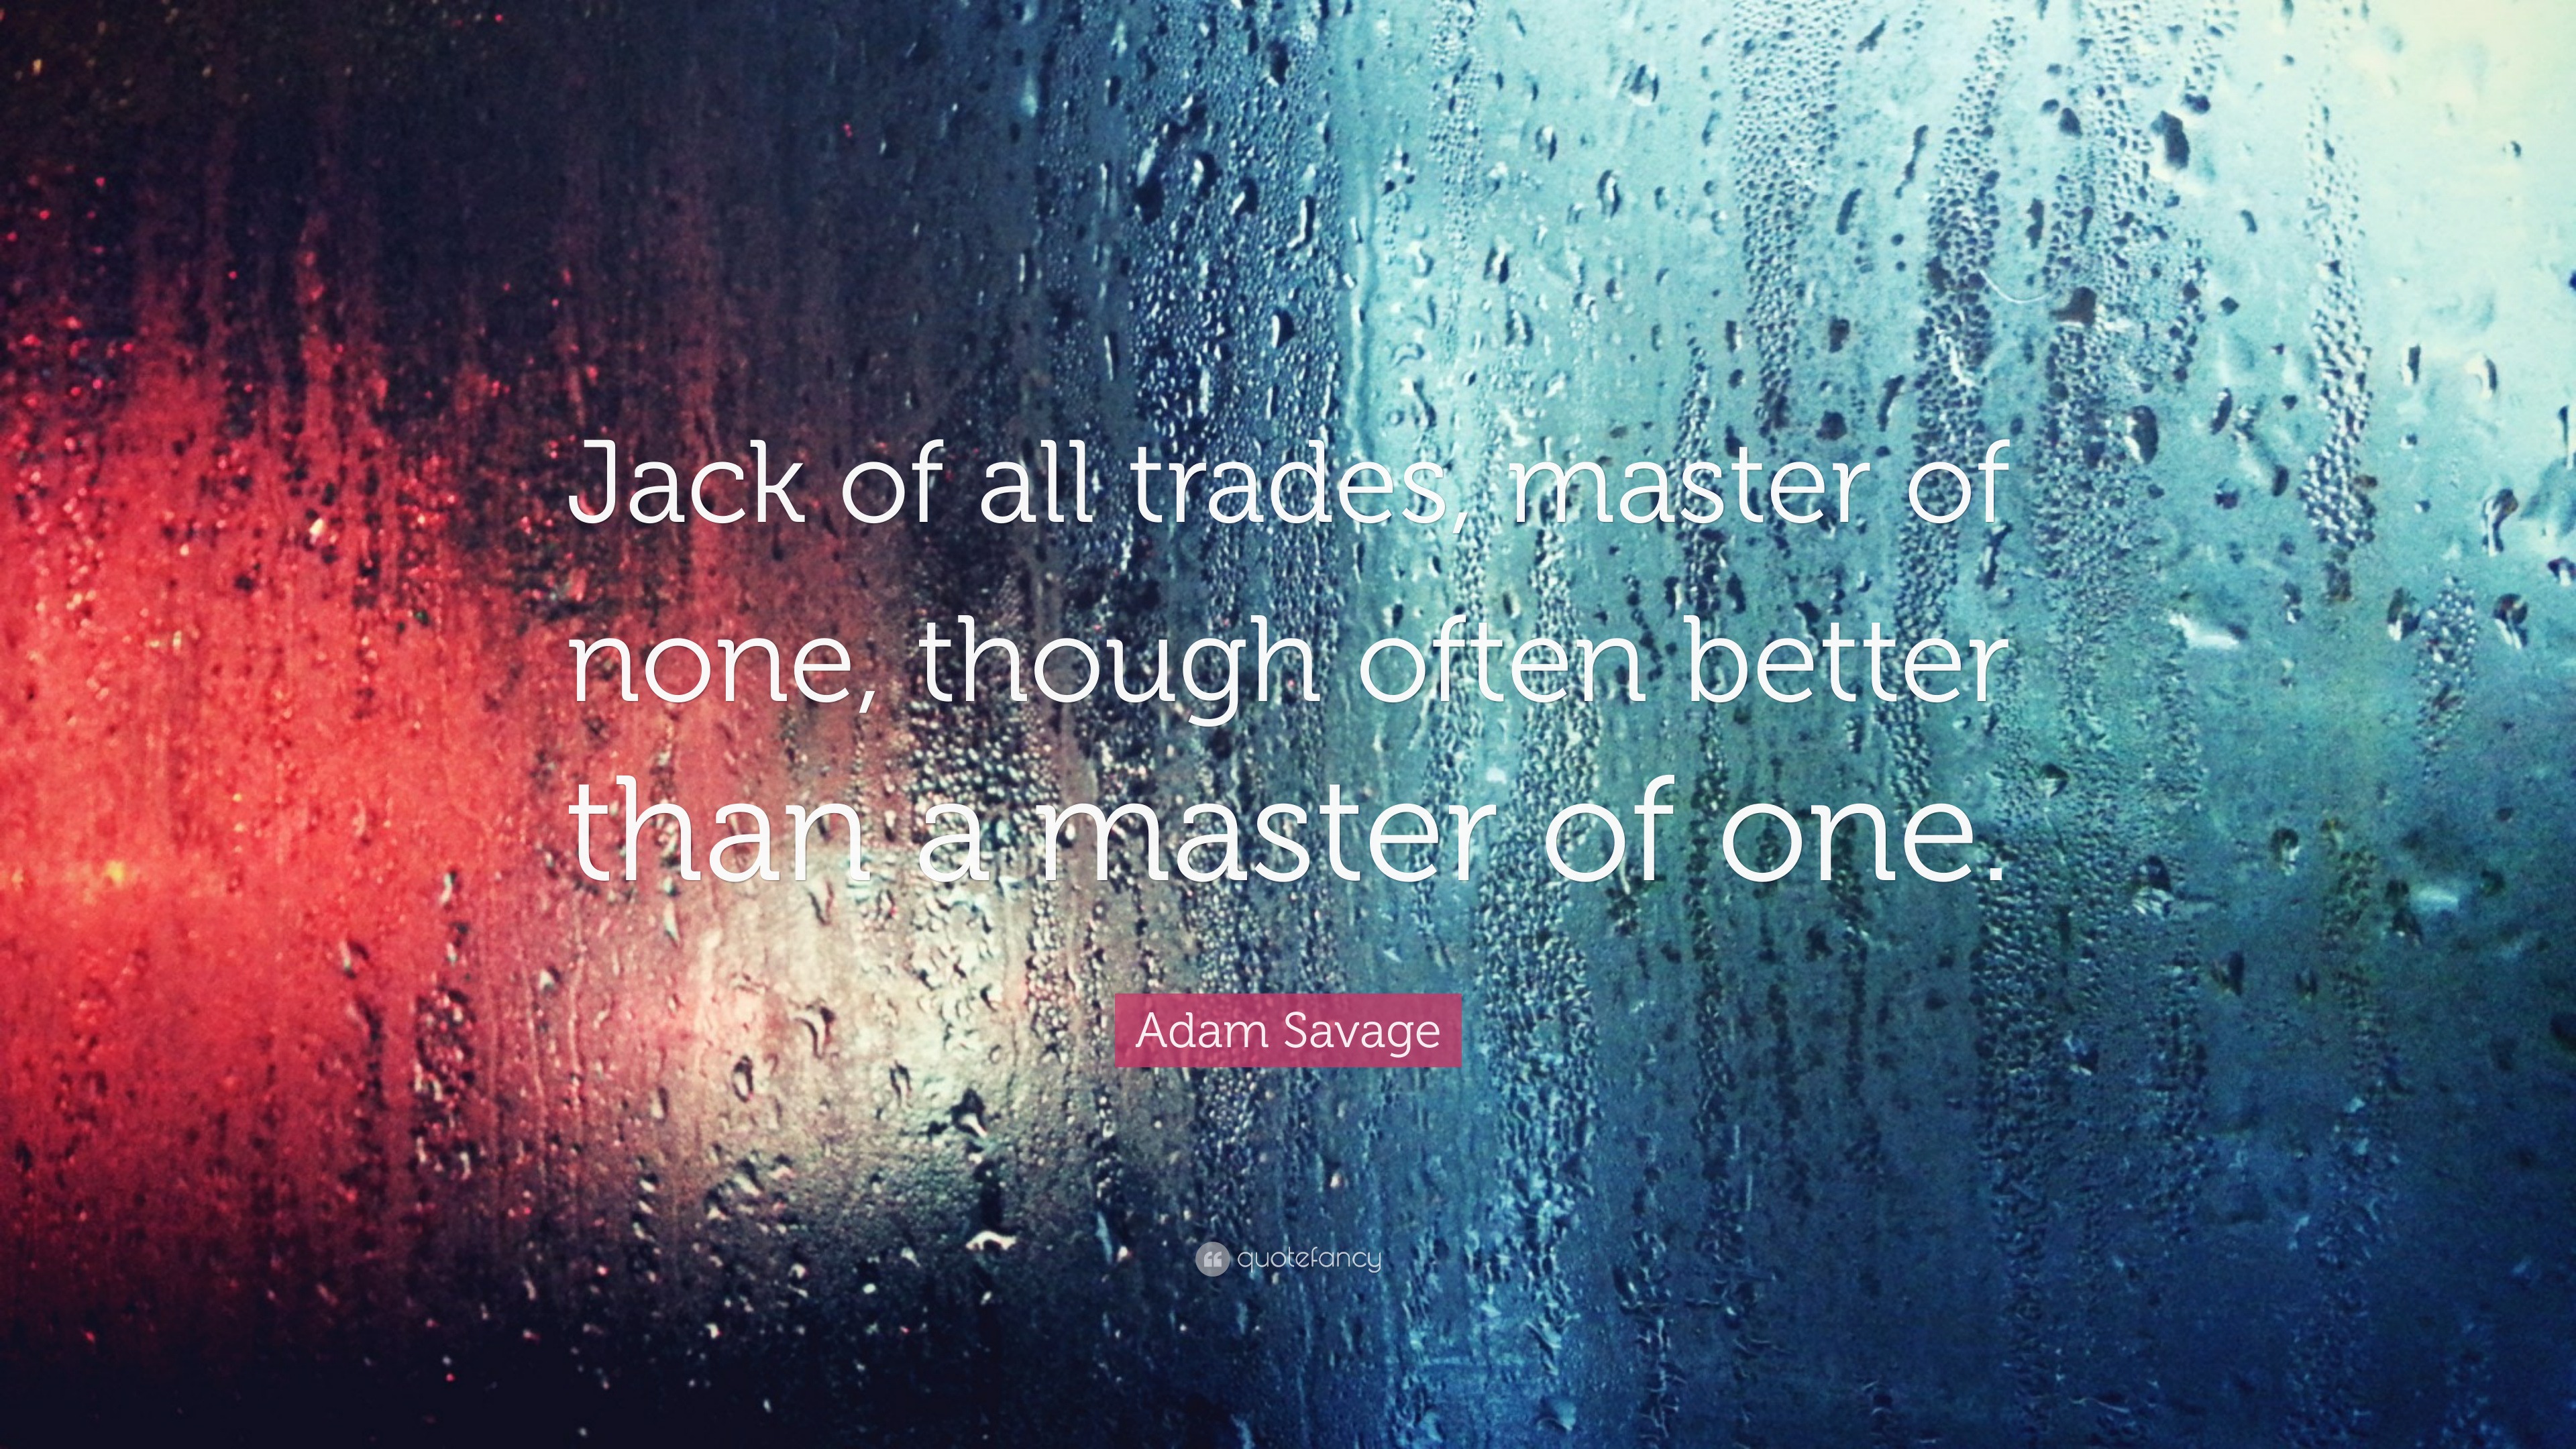 Jack of all trades, master of
none, though often better
than a master of one.
Adam Savage
quotefancy